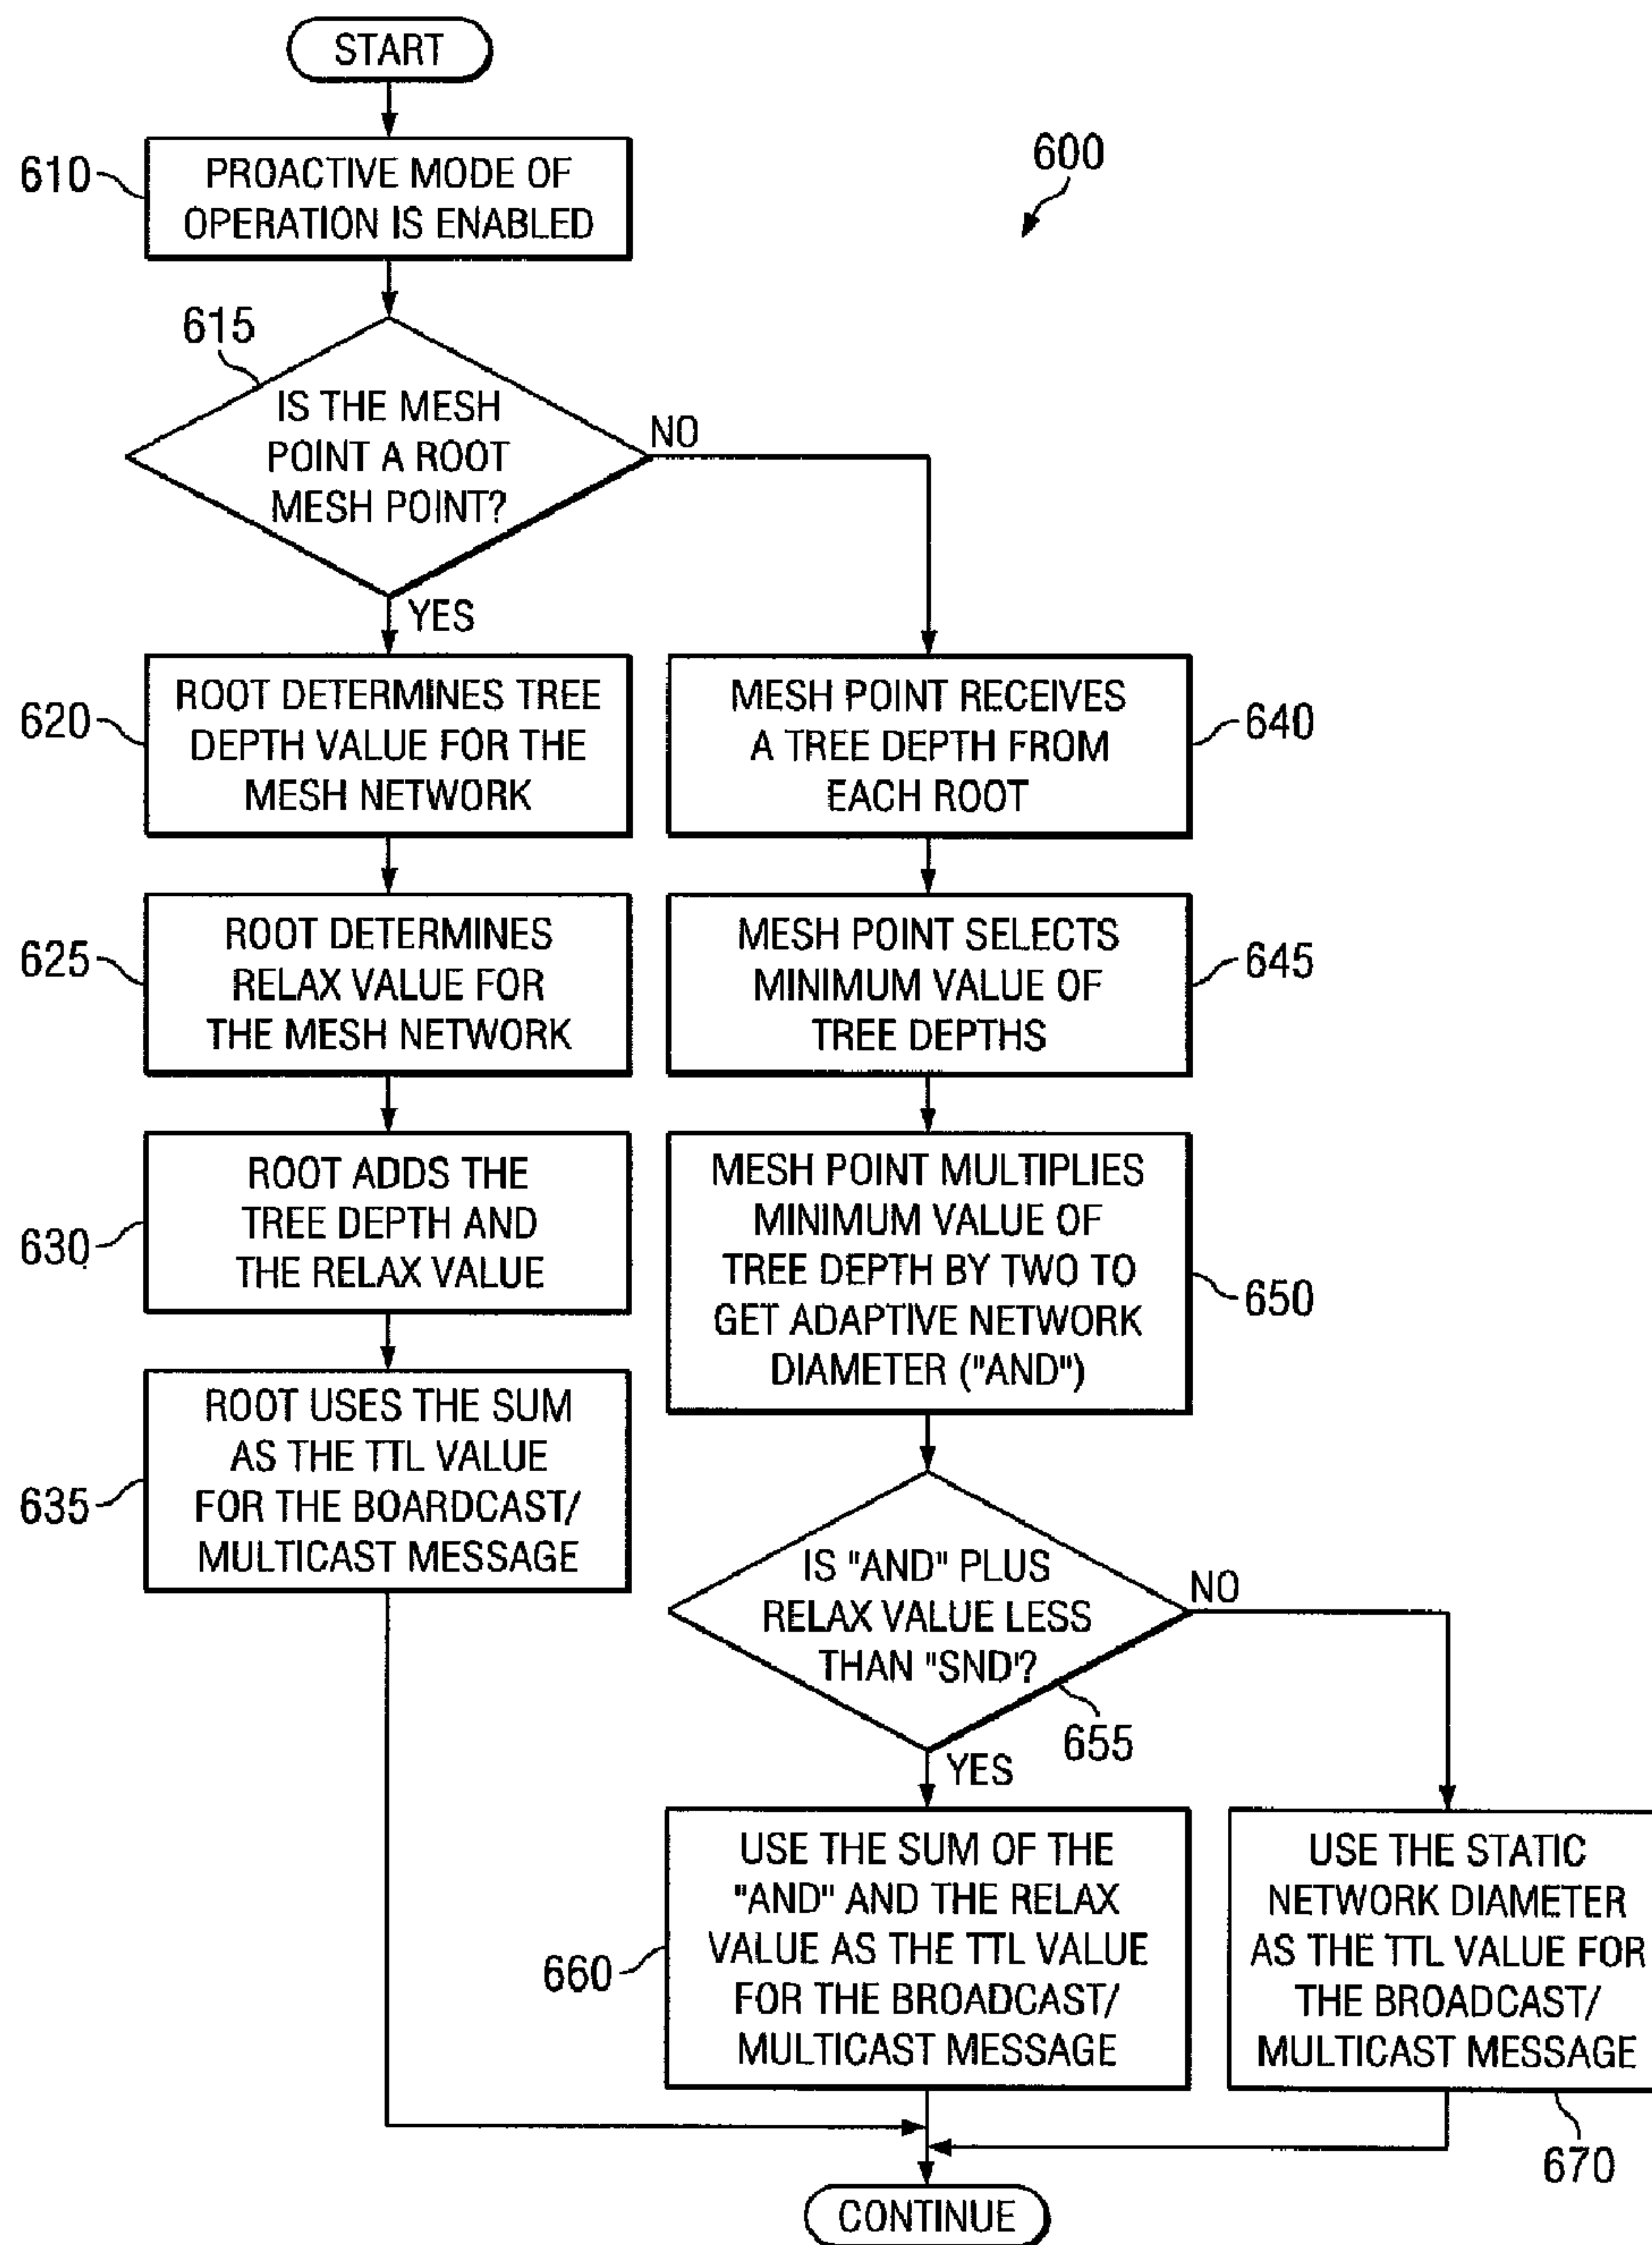 START
610
PROACTIVE MODE OF
OPERATION IS ENABLED
600
615
IS THE MESH
POINT A ROOT
MESH POINT?
NO
YES
620
ROOT DETERMINES TREE
DEPTH VALUE FOR THE
MESH NETWORK
625
ROOT DETERMINES
RELAX VALUE FOR
THE MESH NETWORK
630
ROOT ADDS THE
TREE DEPTH AND
THE RELAX VALUE
635
ROOT USES THE SUM
AS THE TTL VALUE
FOR THE BOARDCAST/
MULTICAST MESSAGE
MESH POINT RECEIVES
A TREE DEPTH FROM
EACH ROOT
640
MESH POINT SELECTS
MINIMUM VALUE OF
TREE DEPTHS
645
MESH POINT MULTIPLIES
MINIMUM VALUE OF
TREE DEPTH BY TWO TO
GET ADAPTIVE NETWORK
DIAMETER ("AND")
650
IS "AND" PLUS
RELAX VALUE LESS
THAN "SND'?
NO
655
YES
660
USE THE SUM OF THE
"AND" AND THE RELAX
VALUE AS THE TTL VALUE
FOR THE BROADCAST/
MULTICAST MESSAGE
USE THE STATIC
NETWORK DIAMETER
AS THE TTL VALUE FOR
THE BROADCAST/
MULTICAST MESSAGE
670
CONTINUE